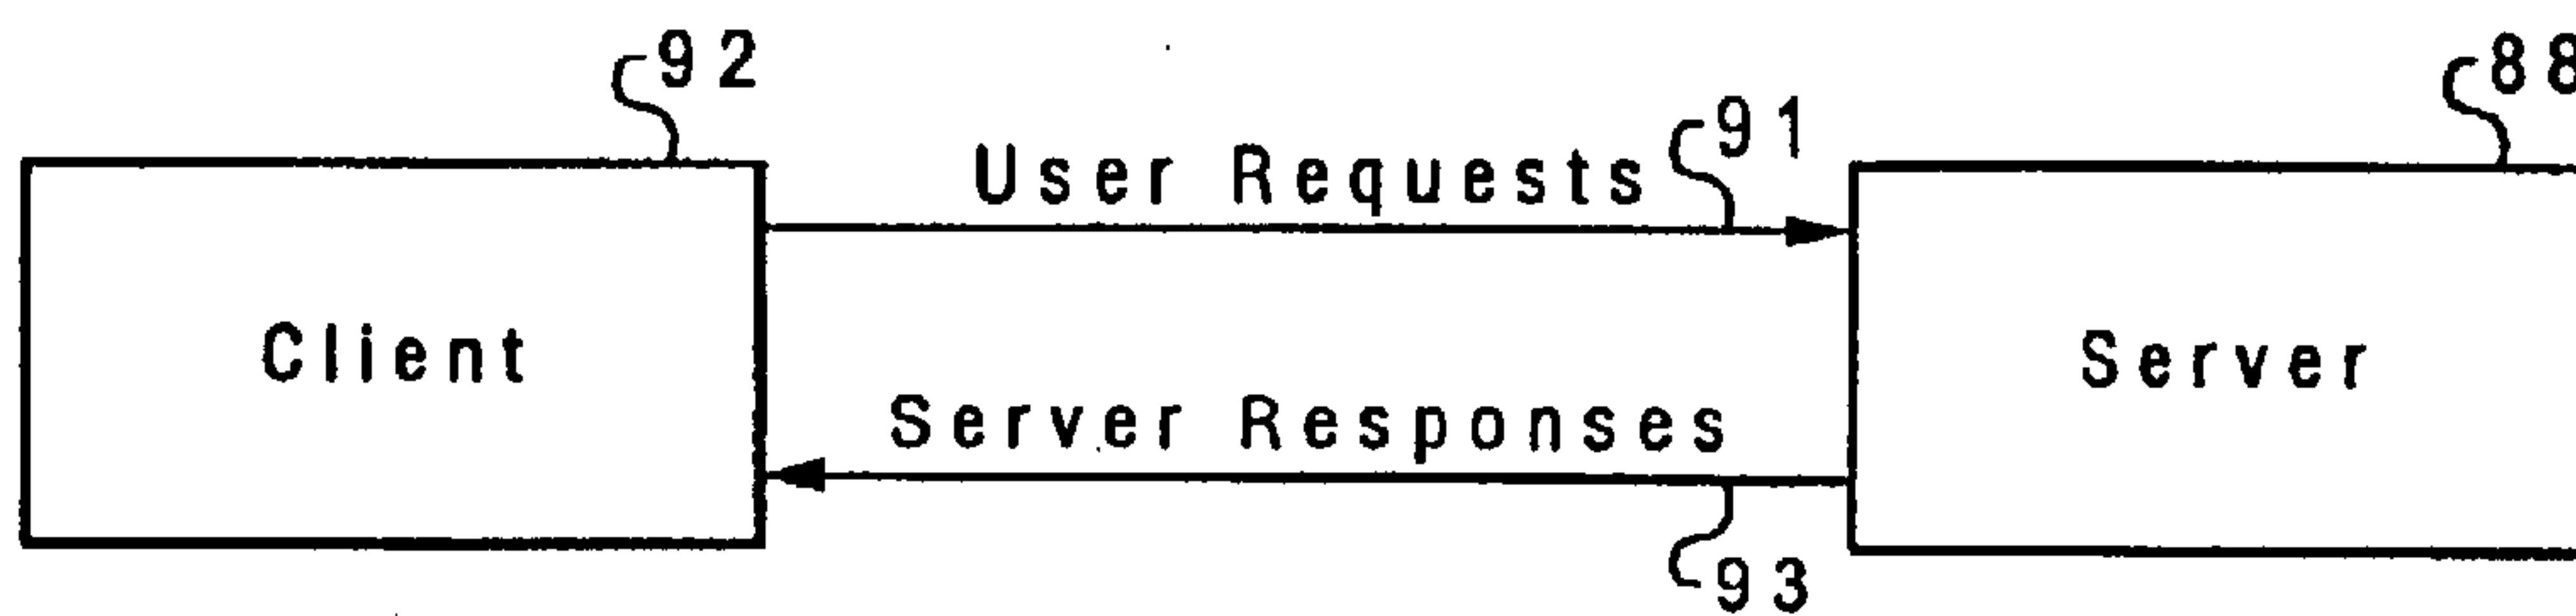 92
88
91
User Requests
Client
Server
Server Responses
93